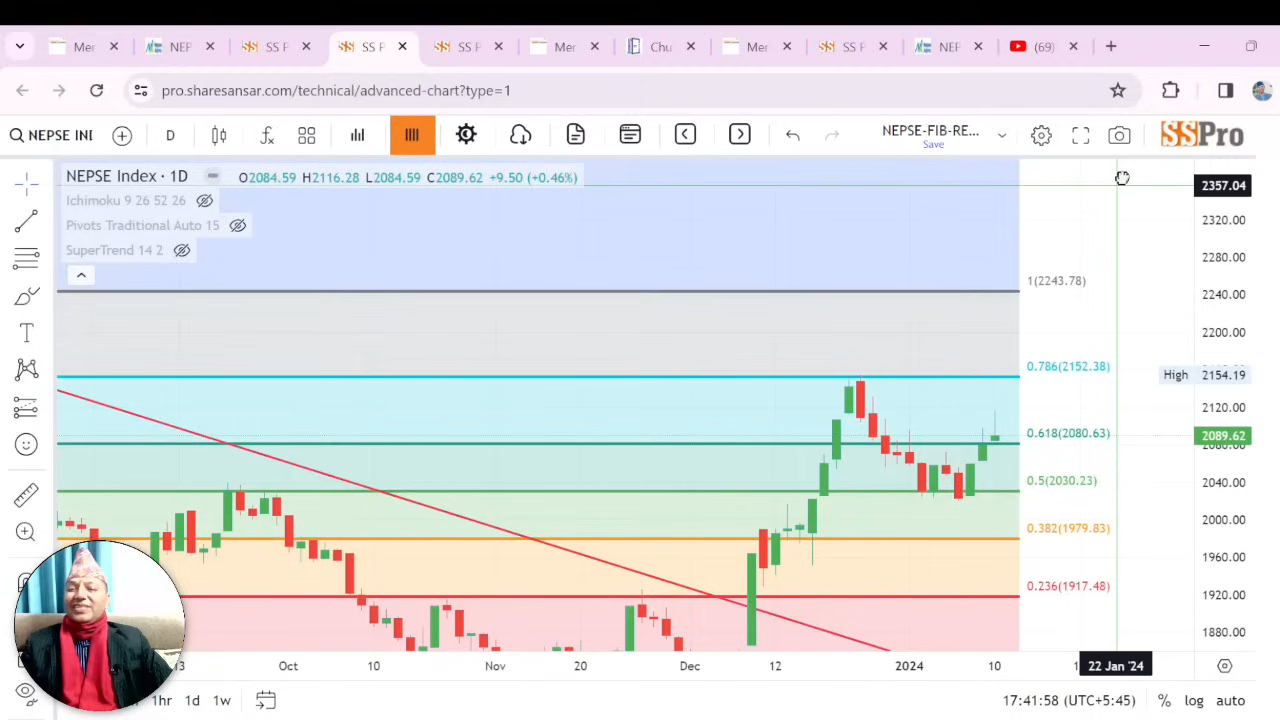 Mer
NEP
SS P
SS P
SS P
Mer
Chu
Mer
SS P
NEP
(69)
pro.sharesansar.com/technical/advanced-chart?type=1
NEPSE INI
D
NEPSE-FIB-RE...
Save
SSPro
NEPSE Index · 1D
O2084.59 H2116.28 L2084.59 C2089.62 +9.50 (+0.46%)
Ichimoku 9 26 52 26
Pivots Traditional Auto 15
SuperTrend 14 2
2357.04
2320.00
2280.00
1(2243.78)
2240.00
2200.00
0.786(2152.38)
High 2154.19
2120.00
0.618(2080.63)
2089.62
2080.00
0.5(2030.23)
2040.00
0.382(1979.83)
2000.00
1960.00
0.236(1917.48)
1920.00
1880.00
13
Oct
10
Nov
20
Dec
12
2024
10
22 Jan '24
1hr
1d
1w
17:41:58 (UTC+5:45)
%
log
auto